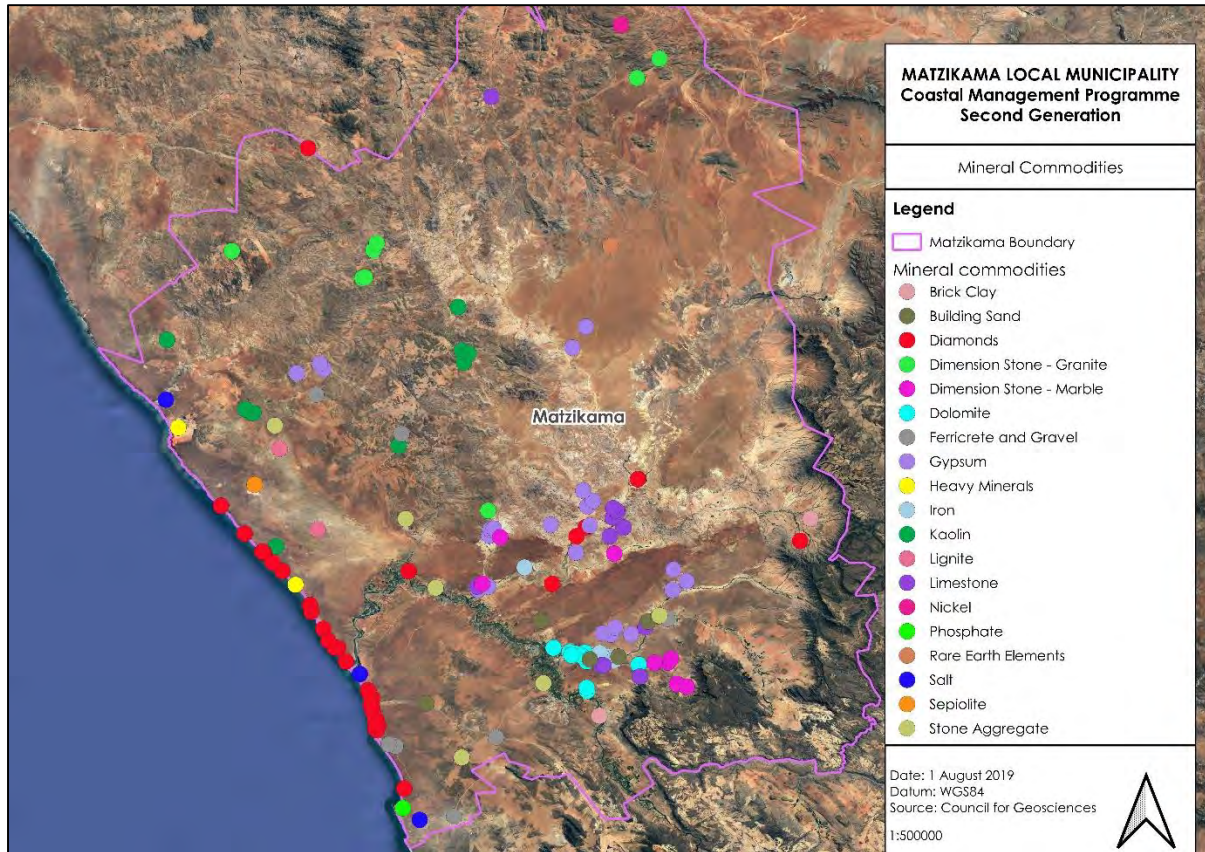 MATZIKAMA LOCAL MUNICIPALITY
Coastal Management Programme
Second Generation
Mineral Commodities
Legend
Matzikama Boundary
Mineral commodities
Brick Clay
Building Sand
Diamonds
Dimension Stone - Granite
Dimension Stone - Marble
Dolomite
Ferricrete and Gravel
Gypsum
Heavy Minerals
Iron
Kaolin
Lignite
Limestone
Nickel
Phosphate
Rare Earth Elements
Salt
Sepiolite
Stone Aggregate
Date: 1 August 2019
Datum: WGS84
Source: Council for Geosciences
1:500000
Matzikama